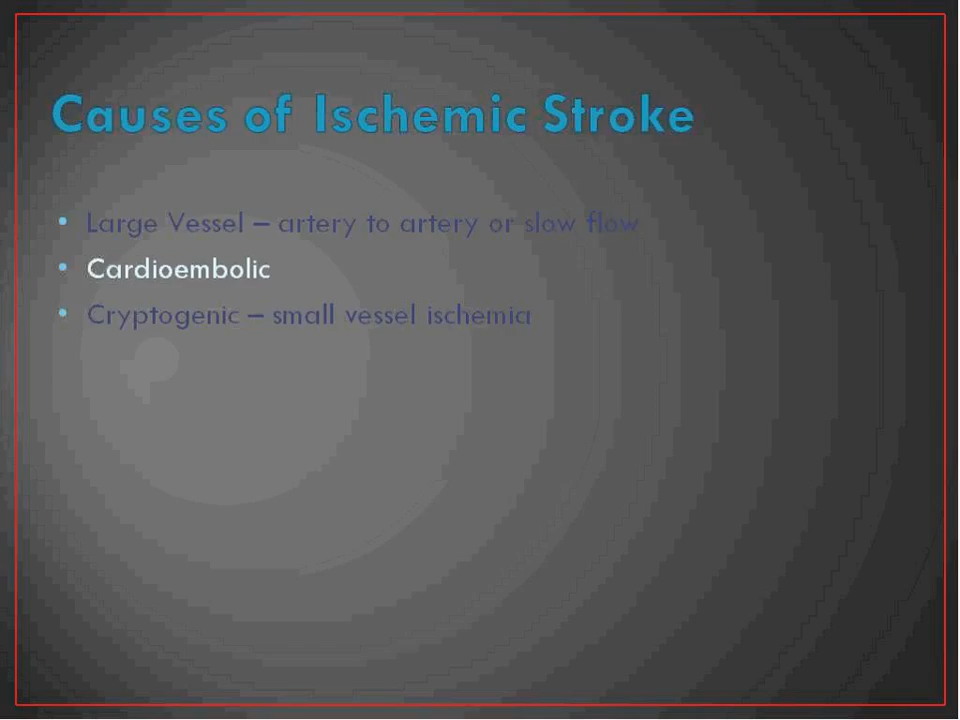 Causes of Ischemic Stroke
• Large Vessel – artery to artery or slow flow
• Cardioembolic
• Cryptogenic – small vessel ischemia